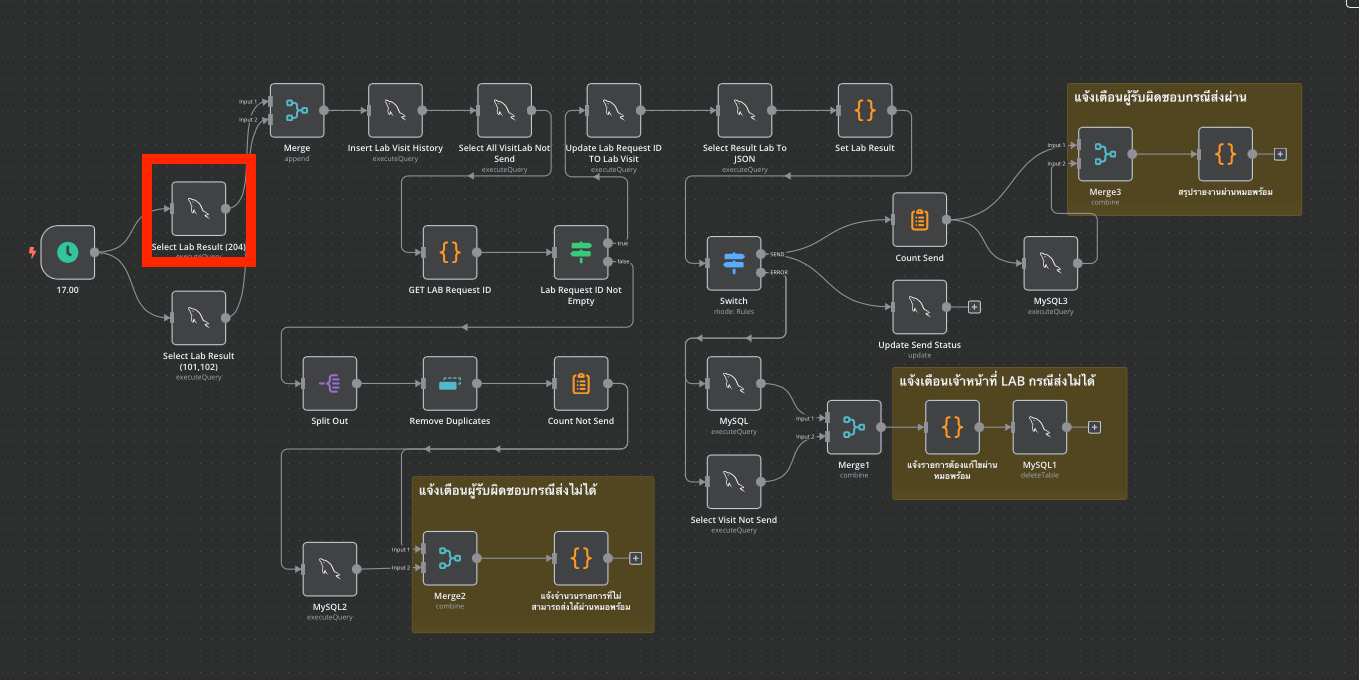 แจ้งเตือนผู้รับผิดชอบกรณีส่งผ่าน
Input 1
Input 2
Merge
append
Insert Lab Visit History
executeQuery
Select All VisitLab Not
Send
executeQuery
Update Lab Request ID
TO Lab Visit
executeQuery
Select Result Lab To
JSON
executeQuery
Set Lab Result
Input 1
Input 2
Merge3
combine
สรุปรายงานผ่านหมอพร้อม
Select Lab Result (204)
executeQuery
17.00
Select Lab Result
(101,102)
executeQuery
GET LAB Request ID
true
false
Lab Request ID Not
Empty
SEND
ERROR
Switch
mode: Rules
Count Send
MySQL3
executeQuery
Update Send Status
update
Split Out
Remove Duplicates
Count Not Send
MySQL
executeQuery
Select Visit Not Send
executeQuery
Input 1
Input 2
Merge1
combine
แจ้งเตือนเจ้าหน้าที่ LAB กรณีส่งไม่ได้
แจ้งรายการต้องแก้ไขผ่าน
หมอพร้อม
MySQL1
deleteTable
แจ้งเตือนผู้รับผิดชอบกรณีส่งไม่ได้
MySQL2
executeQuery
Input 1
Input 2
Merge2
combine
แจ้งจำนวนรายการที่ไม่
สามารถส่งได้ผ่านหมอพร้อม